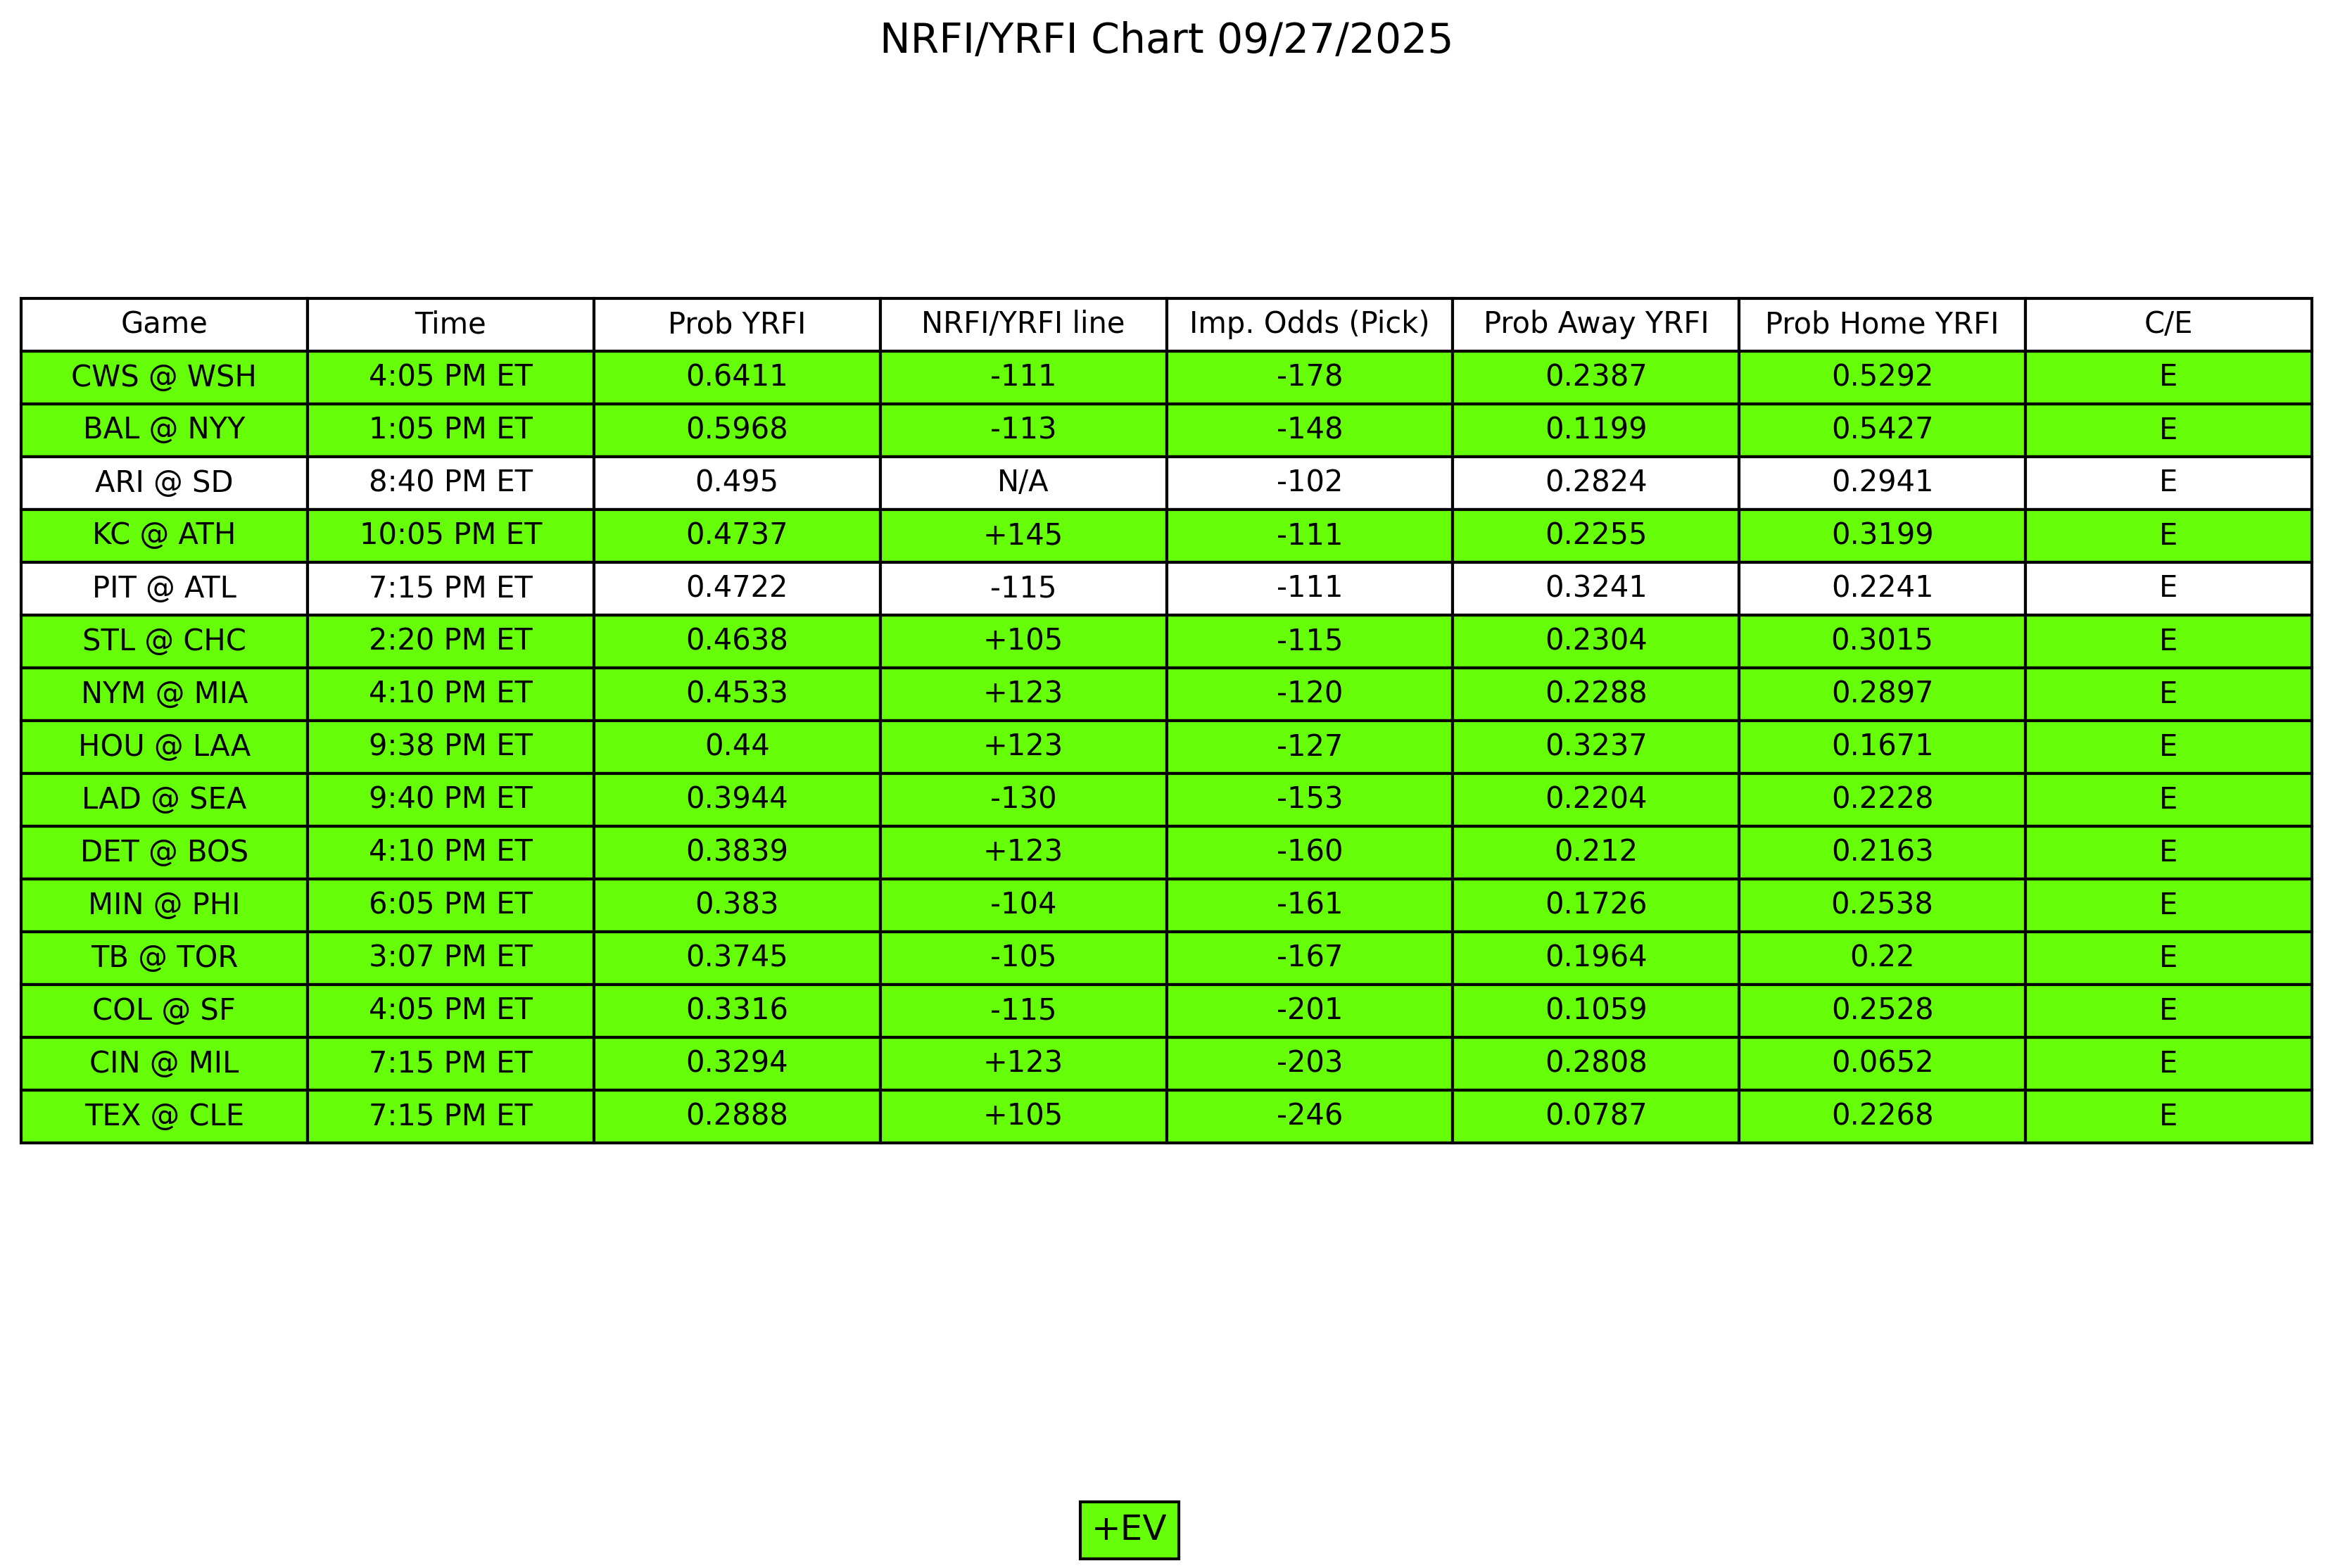 NRFI/YRFI Chart 09/27/2025
Game Time Prob YRFI NRFI/YRFI line Imp. Odds (Pick) Prob Away YRFI Prob Home YRFI C/E
CWS @ WSH 4:05 PM ET 0.6411 -111 -178 0.2387 0.5292 E
BAL @ NYY 1:05 PM ET 0.5968 -113 -148 0.1199 0.5427 E
ARI @ SD 8:40 PM ET 0.495 N/A -102 0.2824 0.2941 E
KC @ ATH 10:05 PM ET 0.4737 +145 -111 0.2255 0.3199 E
PIT @ ATL 7:15 PM ET 0.4722 -115 -111 0.3241 0.2241 E
STL @ CHC 2:20 PM ET 0.4638 +105 -115 0.2304 0.3015 E
NYM @ MIA 4:10 PM ET 0.4533 +123 -120 0.2288 0.2897 E
HOU @ LAA 9:38 PM ET 0.44 +123 -127 0.3237 0.1671 E
LAD @ SEA 9:40 PM ET 0.3944 -130 -153 0.2204 0.2228 E
DET @ BOS 4:10 PM ET 0.3839 +123 -160 0.212 0.2163 E
MIN @ PHI 6:05 PM ET 0.383 -104 -161 0.1726 0.2538 E
TB @ TOR 3:07 PM ET 0.3745 -105 -167 0.1964 0.22 E
COL @ SF 4:05 PM ET 0.3316 -115 -201 0.1059 0.2528 E
CIN @ MIL 7:15 PM ET 0.3294 +123 -203 0.2808 0.0652 E
TEX @ CLE 7:15 PM ET 0.2888 +105 -246 0.0787 0.2268 E
+EV